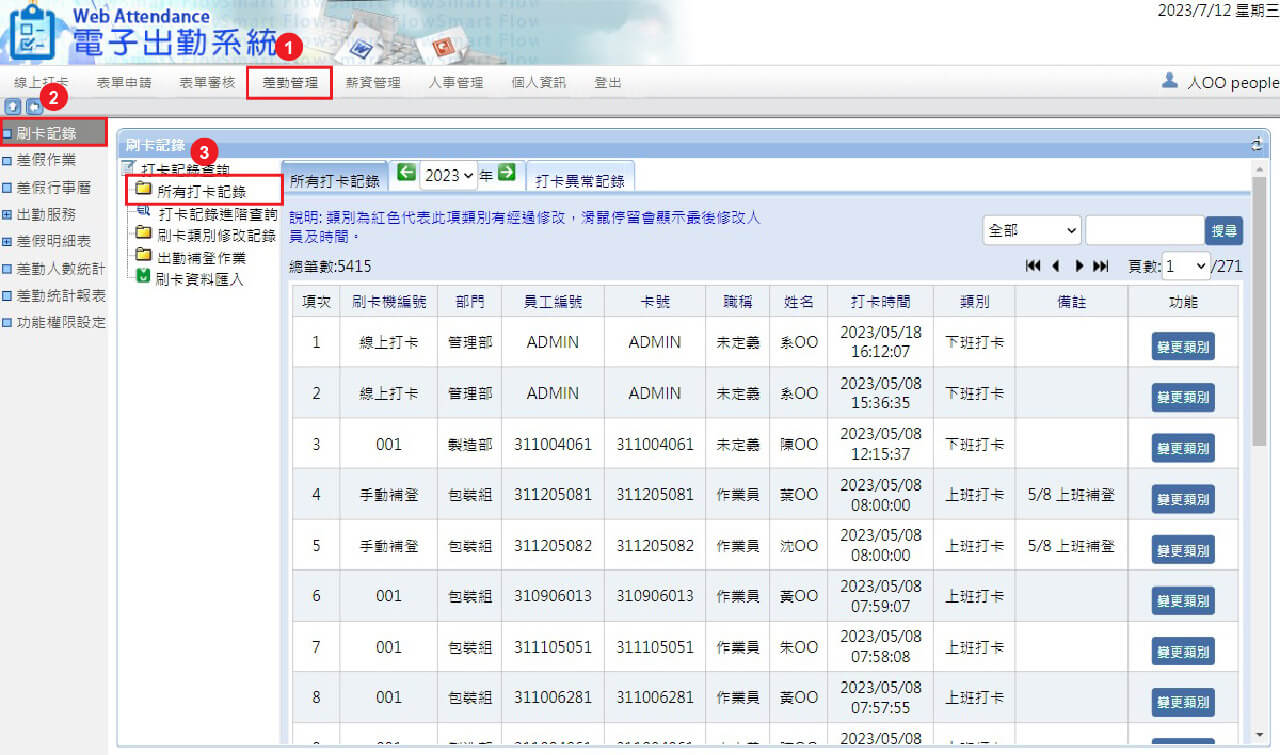 2023/7/12 星期三
Web Attendance
電子出勤系統
1
線上打卡 表單申請 表單審核 差勤管理 薪資管理 人事管理 個人資訊 登出
人OO people
2
刷卡記錄
差假作業
差假行事曆
出勤服務
差假明細表
差勤人數統計
差勤統計報表
功能權限設定
刷卡記錄
3
打卡記錄查詢
所有打卡記錄
打卡記錄進階查詢
刷卡類別修改記錄
出勤補登作業
刷卡資料匯入
所有打卡記錄 2023 年 打卡異常記錄
說明: 類別為紅色代表此項類別有經過修改，滑鼠停留會顯示最後修改人
員及時間。
全部 搜尋
總筆數:5415
頁數: 1 /271
項次 刷卡機編號 部門 員工編號 卡號 職稱 姓名 打卡時間 類別 備註 功能
1 線上打卡 管理部 ADMIN ADMIN 未定義 系OO 2023/05/18 16:12:07 下班打卡 變更類別
2 線上打卡 管理部 ADMIN ADMIN 未定義 系OO 2023/05/08 15:36:35 下班打卡 變更類別
3 001 製造部 311004061 311004061 未定義 陳OO 2023/05/08 12:15:37 下班打卡 變更類別
4 手動補登 包裝組 311205081 311205081 作業員 葉OO 2023/05/08 08:00:00 上班打卡 5/8 上班補登 變更類別
5 手動補登 包裝組 311205082 311205082 作業員 沈OO 2023/05/08 08:00:00 上班打卡 5/8 上班補登 變更類別
6 001 包裝組 310906013 310906013 作業員 黃OO 2023/05/08 07:59:07 上班打卡 變更類別
7 001 包裝組 311105051 311105051 作業員 朱OO 2023/05/08 07:58:08 上班打卡 變更類別
8 001 包裝組 311006281 311006281 作業員 黃OO 2023/05/08 07:57:55 上班打卡 變更類別
2023/05/08